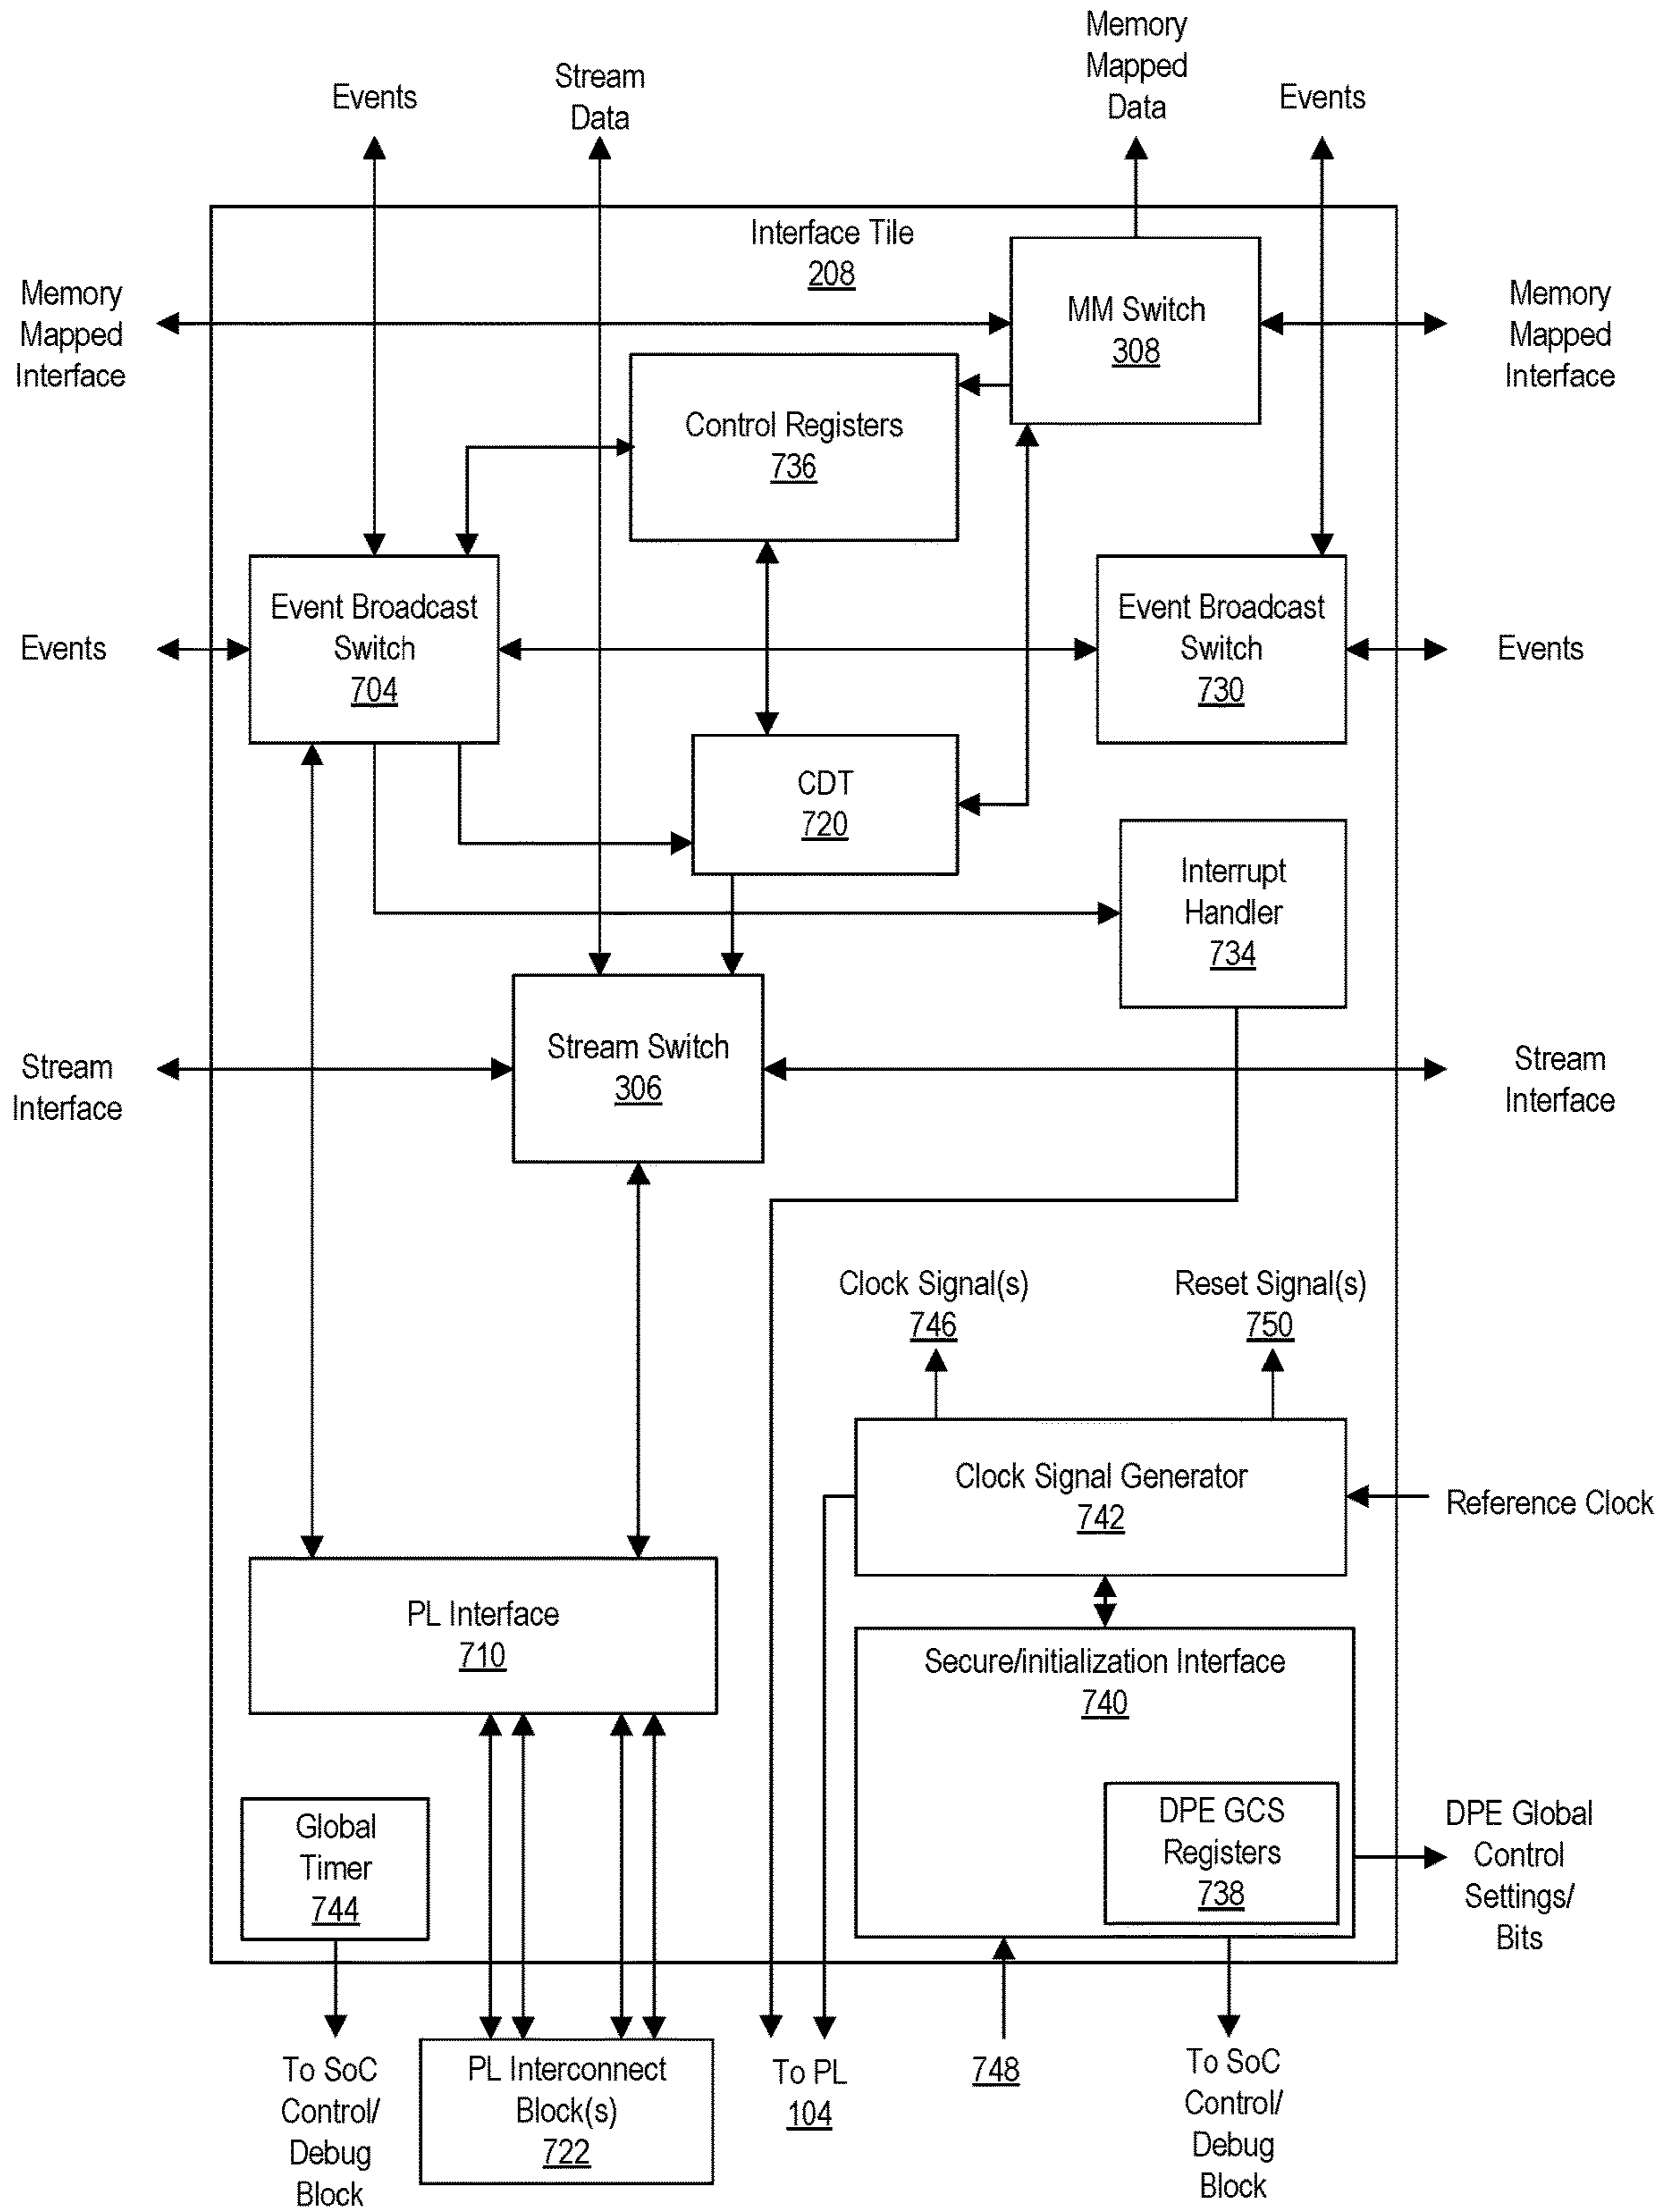 Memory
Mapped
Data
Events
Stream
Data
Events
Interface Tile
208
Memory
Mapped
Interface
MM Switch
308
Memory
Mapped
Interface
Control Registers
736
Events
Event Broadcast
Switch
704
Event Broadcast
Switch
730
Events
CDT
720
Interrupt
Handler
734
Stream
Interface
Stream Switch
306
Stream
Interface
Clock Signal(s)
746
Reset Signal(s)
750
Clock Signal Generator
742
Reference Clock
PL Interface
710
Secure/initialization Interface
740
Global
Timer
744
DPE GCS
Registers
738
DPE Global
Control
Settings/
Bits
To SoC
Control/
Debug
Block
PL Interconnect
Block(s)
722
To PL
104
748
To SoC
Control/
Debug
Block